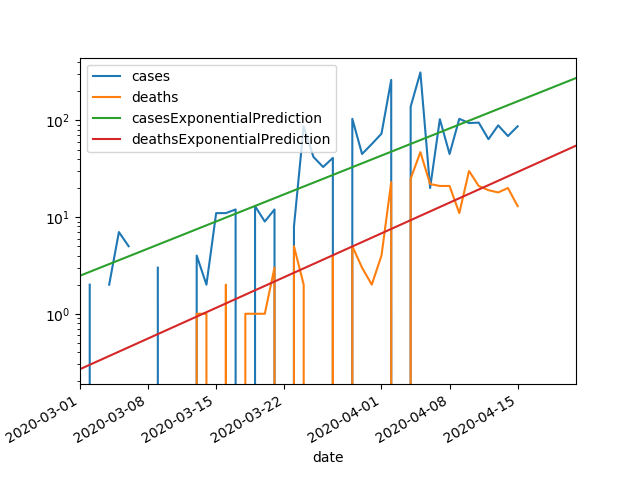 cases
deaths
casesExponentialPrediction
deathsExponentialPrediction
10²
10¹
10⁰
2020-03-01
2020-03-08
2020-03-15
2020-03-22
2020-04-01
2020-04-08
2020-04-15
date